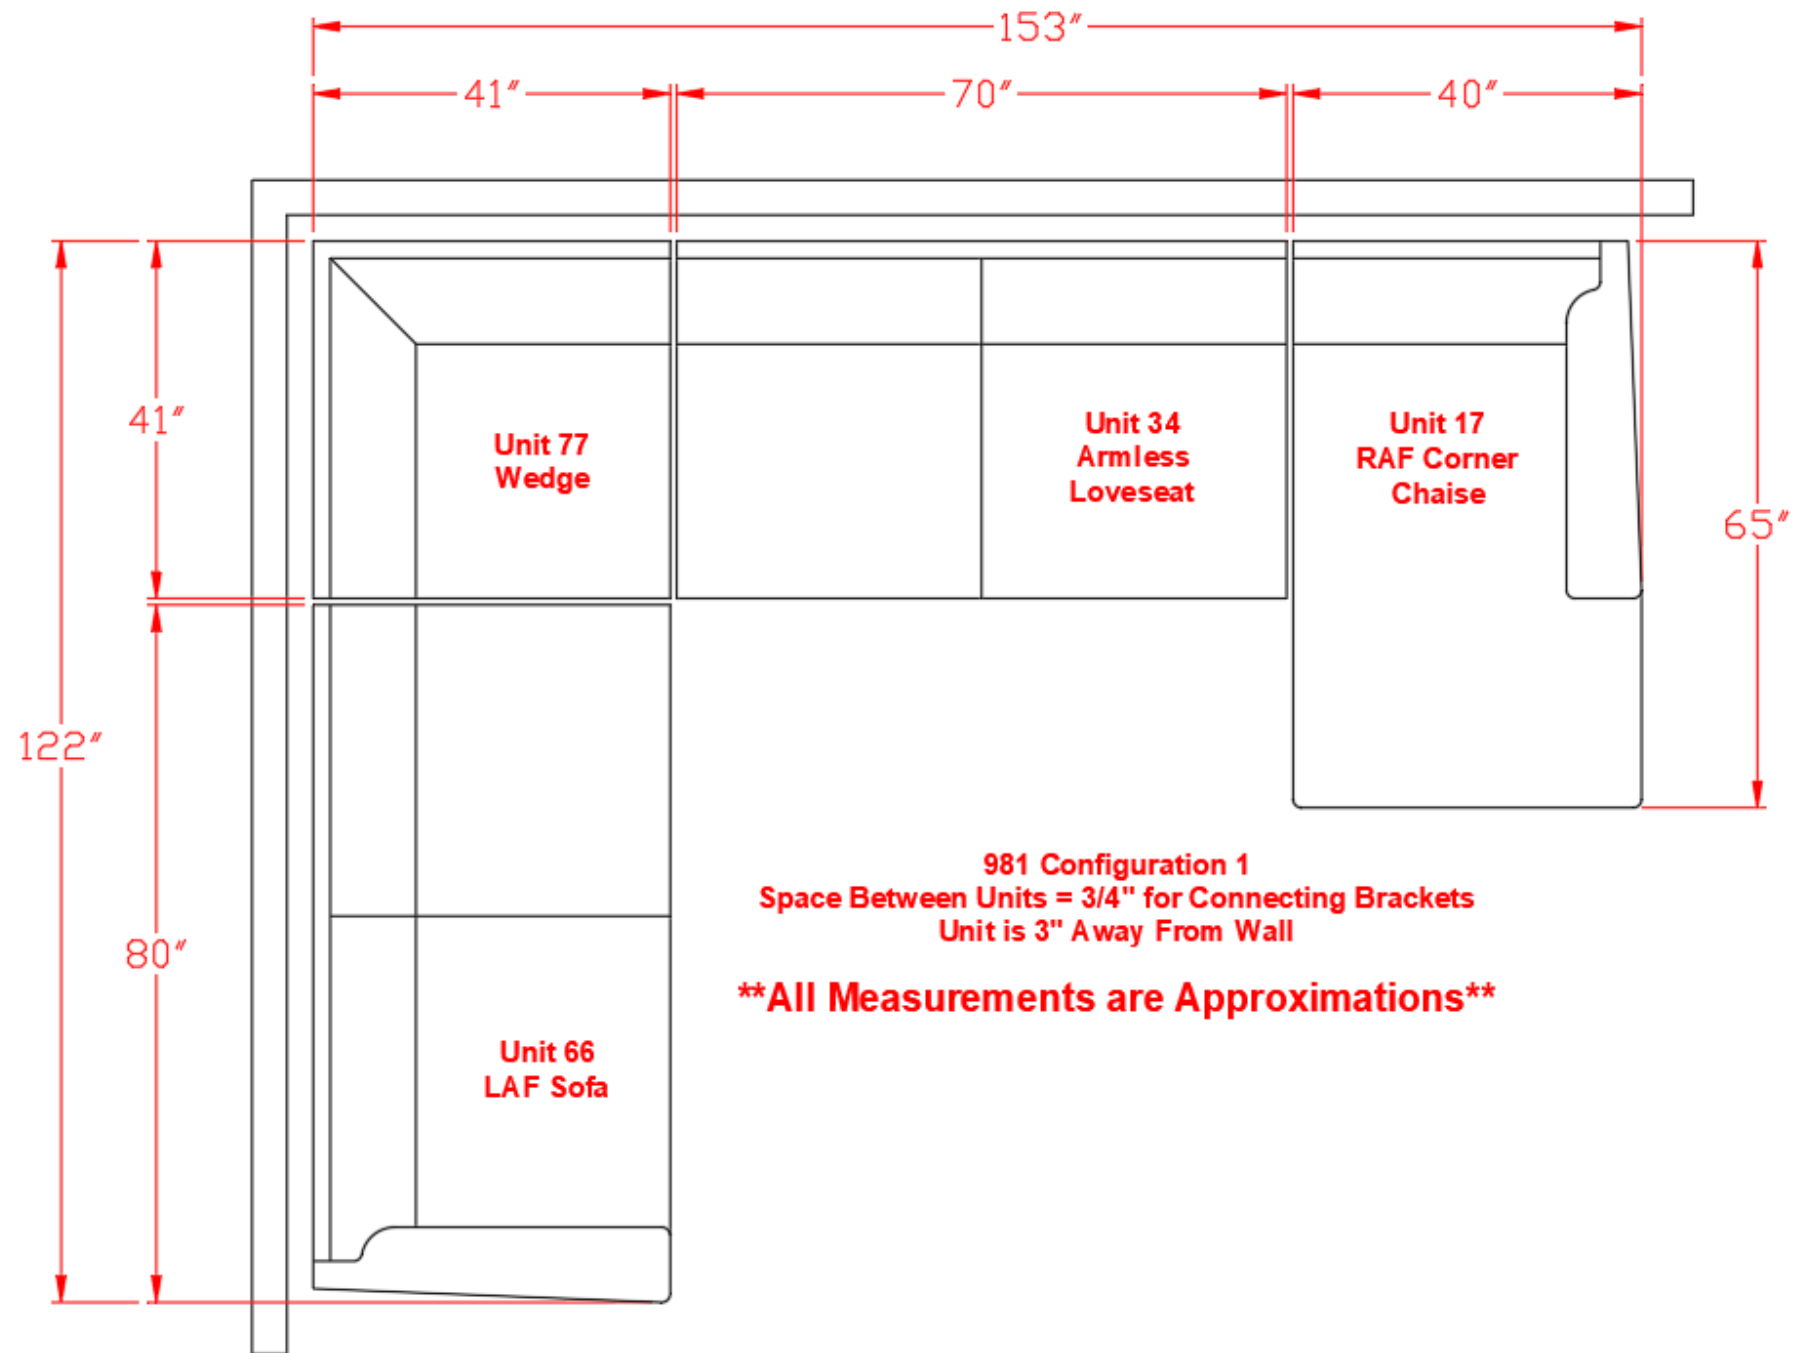 153"
41"
70"
40"
41"
Unit 77
Wedge
Unit 34
Armless
Loveseat
Unit 17
RAF Corner
Chaise
65"
122"
80"
981 Configuration 1
Space Between Units = 3/4" for Connecting Brackets
Unit is 3" Away From Wall
**All Measurements are Approximations**
Unit 66
LAF Sofa